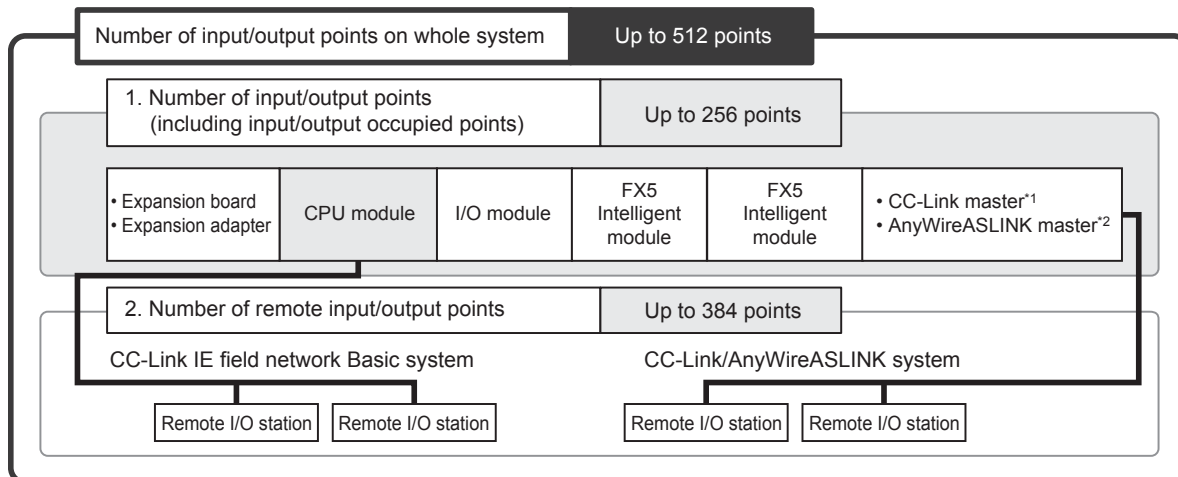 Number of input/output points on whole system Up to 512 points
1. Number of input/output points
(including input/output occupied points)
Up to 256 points
• Expansion board
• Expansion adapter
CPU module
I/O module
FX5
Intelligent
module
FX5
Intelligent
module
• CC-Link master*1
• AnyWireASLINK master*2
2. Number of remote input/output points Up to 384 points
CC-Link IE field network Basic system
CC-Link/AnyWireASLINK system
Remote I/O station
Remote I/O station
Remote I/O station
Remote I/O station